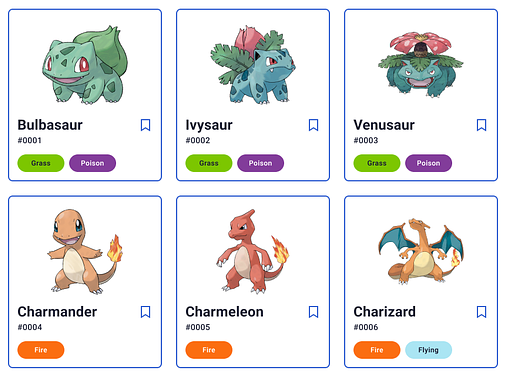 Bulbasaur
#0001
Grass Poison
Ivysaur
#0002
Grass Poison
Venusaur
#0003
Grass Poison
Charmander
#0004
Fire
Charmeleon
#0005
Fire
Charizard
#0006
Fire Flying